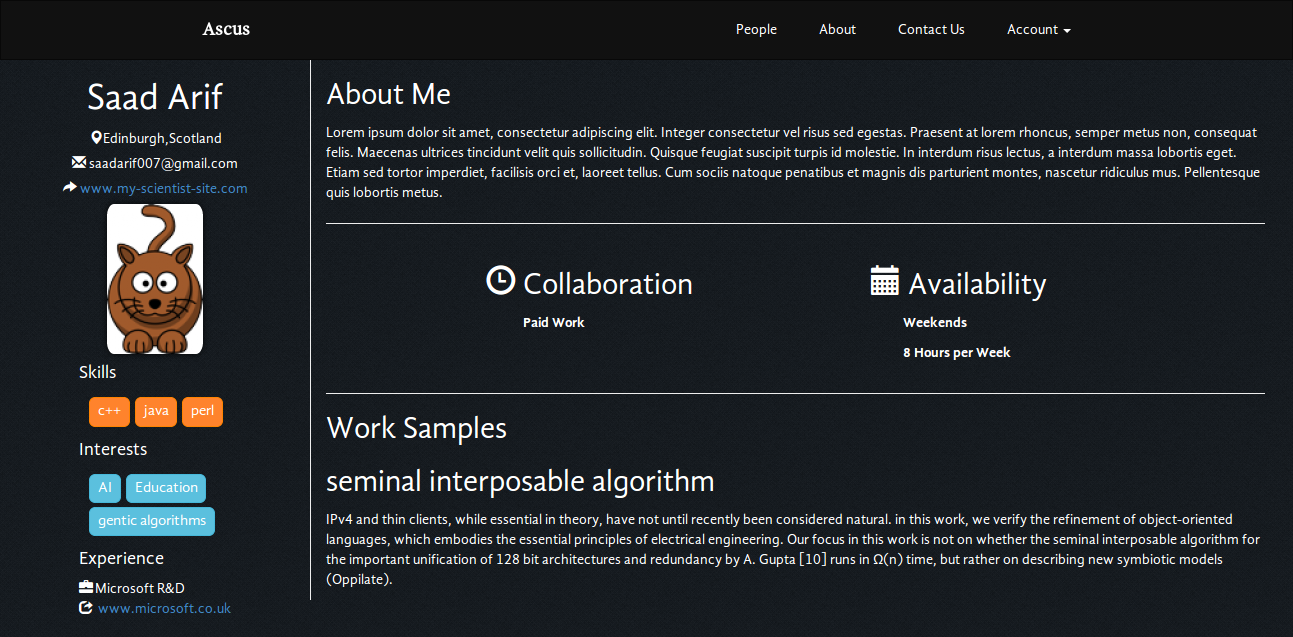 Ascus
People About Contact Us Account
Saad Arif
Edinburgh,Scotland
saadarif007@gmail.com
www.my-scientist-site.com
Skills
c++ java perl
Interests
AI Education
gentic algorithms
Experience
Microsoft R&D
www.microsoft.co.uk
About Me
Lorem ipsum dolor sit amet, consectetur adipiscing elit. Integer consectetur vel risus sed egestas. Praesent at lorem rhoncus, semper metus non, consequat
felis. Maecenas ultrices tincidunt velit quis sollicitudin. Quisque feugiat suscipit turpis id molestie. In interdum risus lectus, a interdum massa lobortis eget.
Etiam sed tortor imperdiet, facilisis orci et, laoreet tellus. Cum sociis natoque penatibus et magnis dis parturient montes, nascetur ridiculus mus. Pellentesque
quis lobortis metus.
Collaboration
Paid Work
Availability
Weekends
8 Hours per Week
Work Samples
seminal interposable algorithm
IPv4 and thin clients, while essential in theory, have not until recently been considered natural. in this work, we verify the refinement of object-oriented
languages, which embodies the essential principles of electrical engineering. Our focus in this work is not on whether the seminal interposable algorithm for
the important unification of 128 bit architectures and redundancy by A. Gupta [10] runs in Ω(n) time, but rather on describing new symbiotic models
(Oppilate).